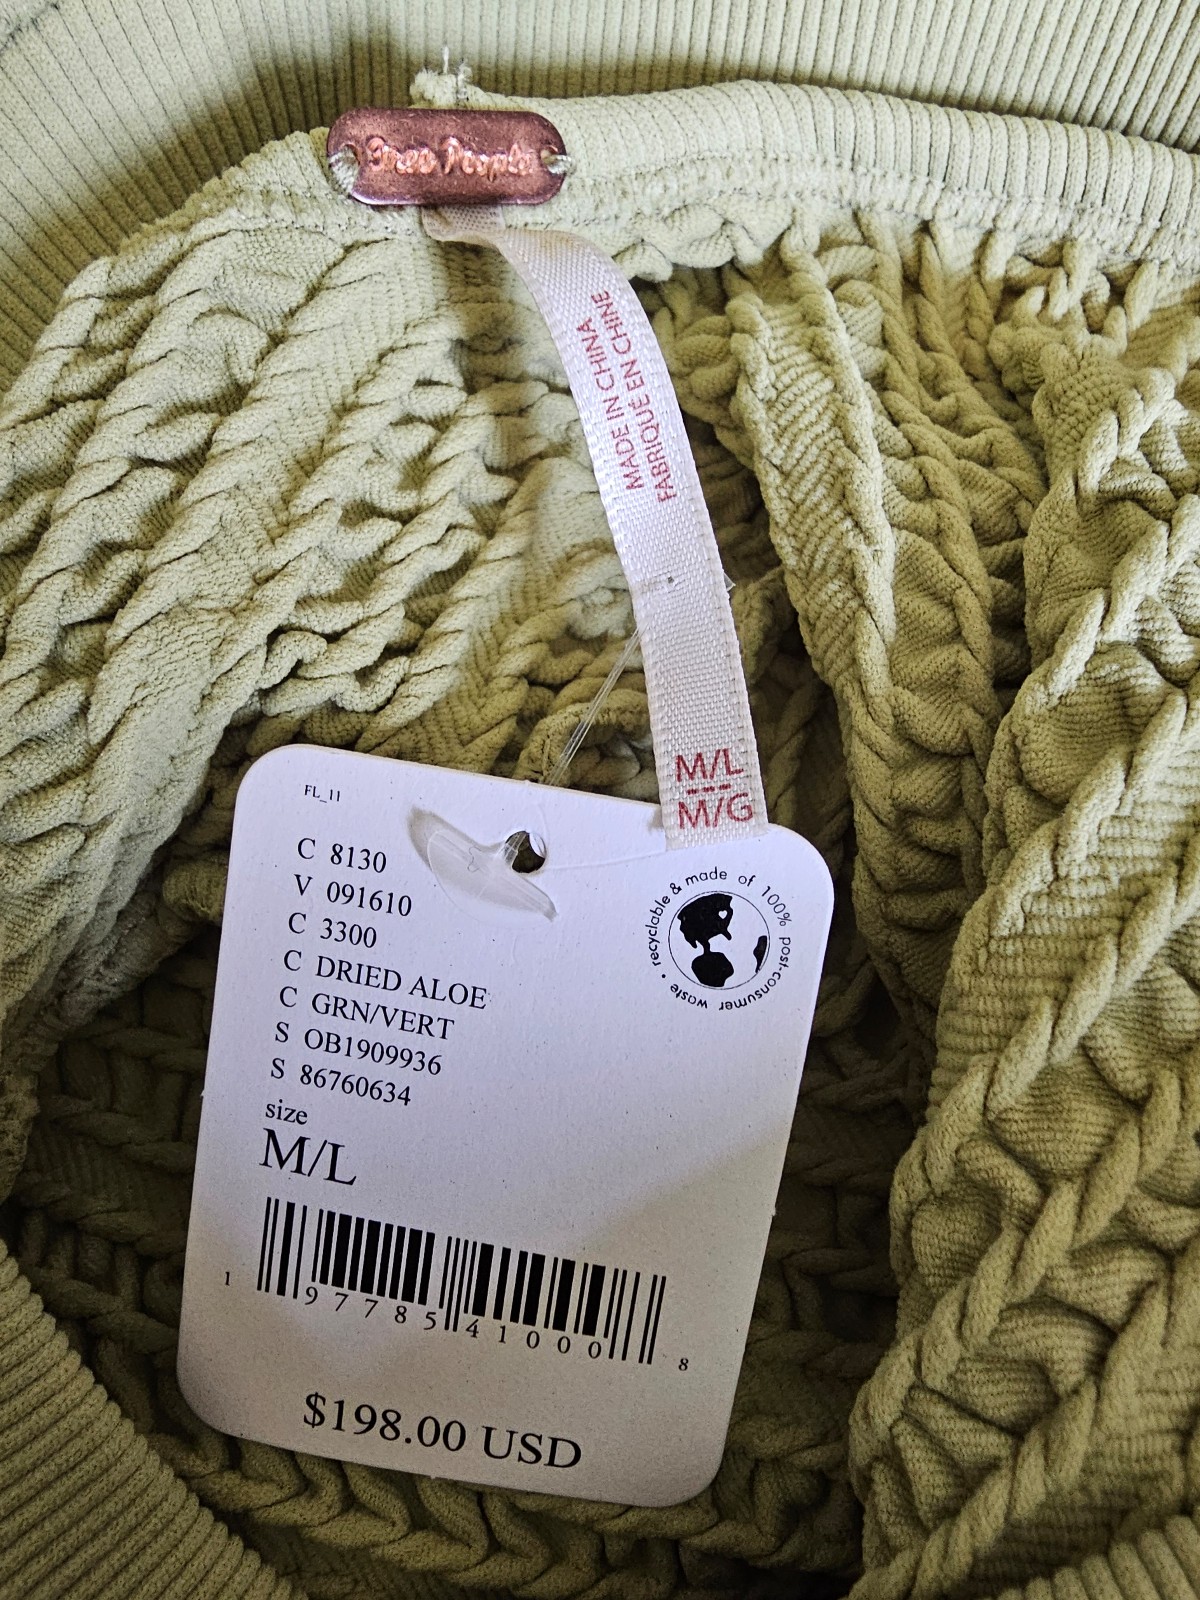 Free People
MADE IN CHINA
FABRIQUÉ EN CHINE
M/L
M/G
FL_11
C 8130
V 091610
C 3300
C DRIED ALOE
C GRN/VERT
S OB1909936
S 86760634
size
M/L
recyclable & made of 100% post-consumer waste •
1 97785 41000 8
$198.00 USD